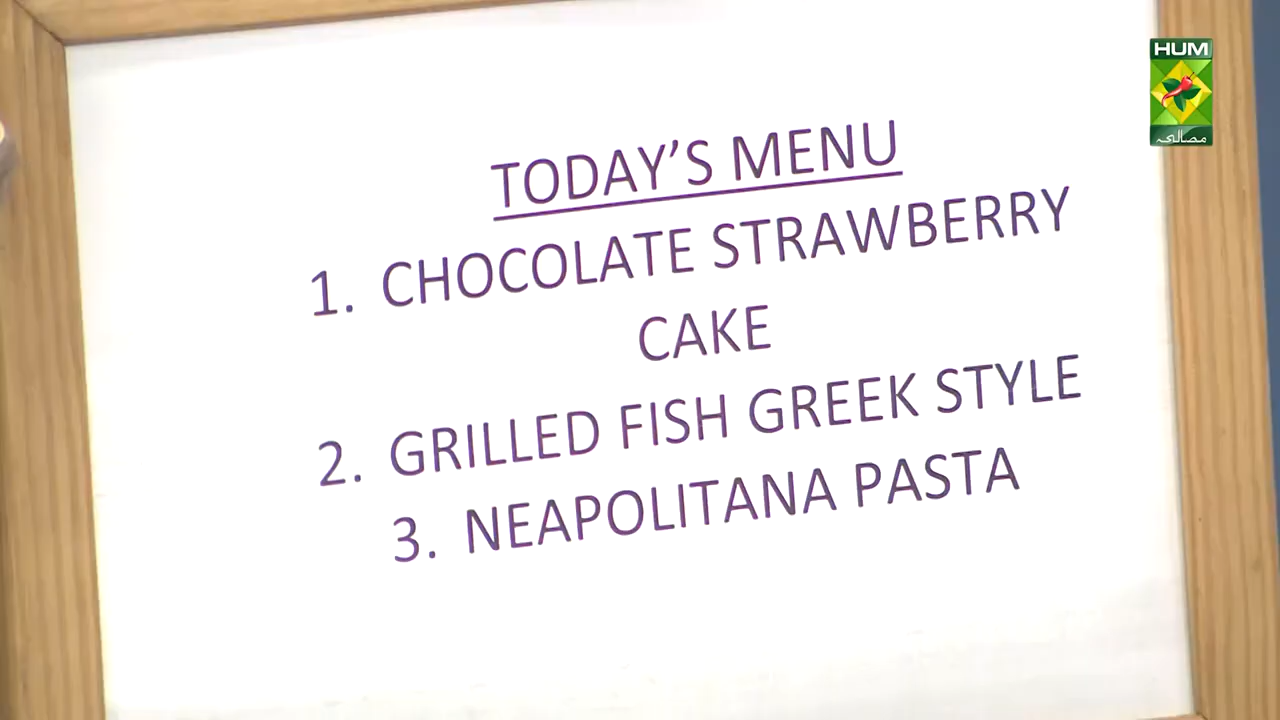 HUM
مصالحہ
TODAY'S MENU
1. CHOCOLATE STRAWBERRY
CAKE
2. GRILLED FISH GREEK STYLE
3. NEAPOLITANA PASTA